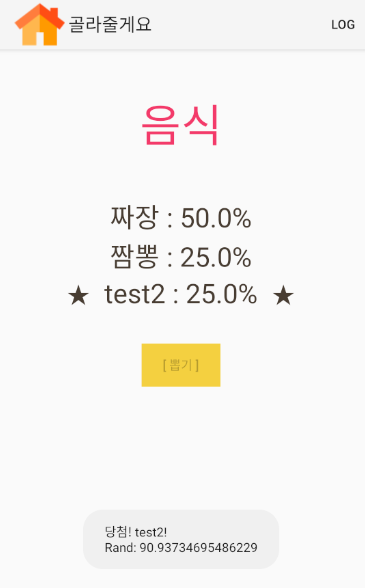 골라줄게요
LOG
음식
짜장 : 50.0%
짬뽕 : 25.0%
★ test2 : 25.0% ★
[ 뽑기 ]
당첨! test2!
Rand: 90.93734695486229